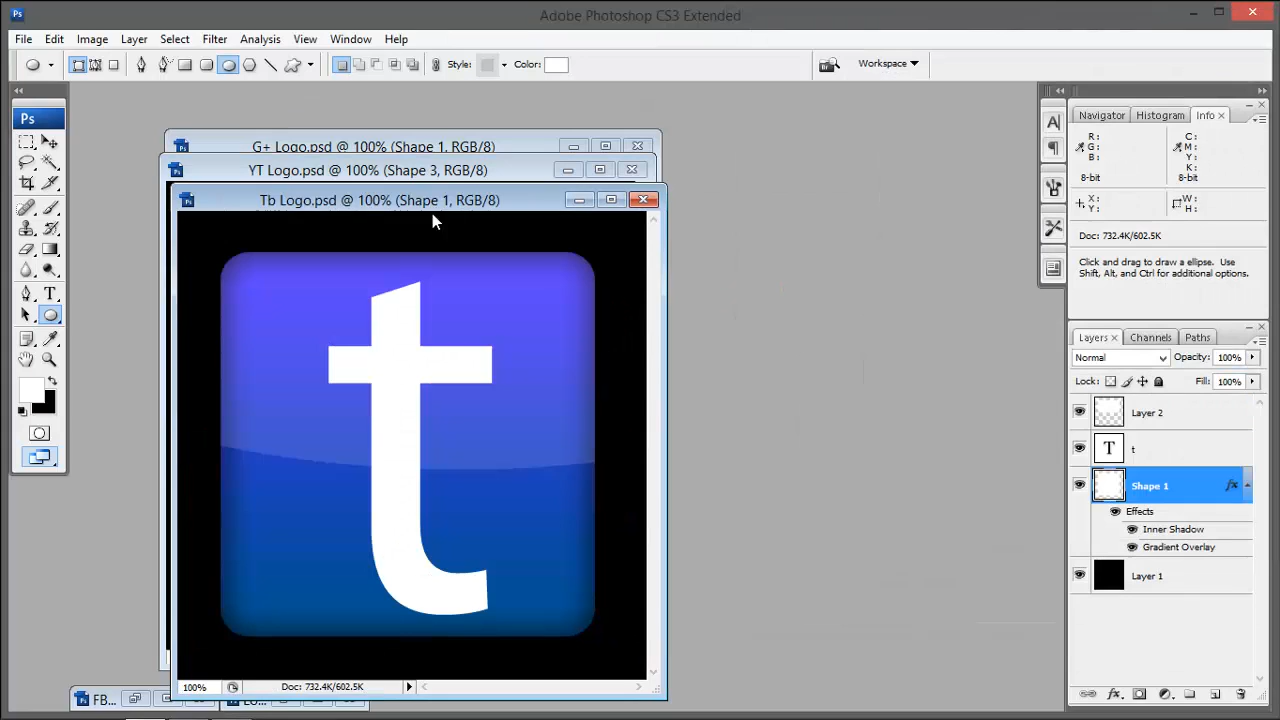 Ps
Adobe Photoshop CS3 Extended
File Edit Image Layer Select Filter Analysis View Window Help
Style: Color: Workspace
Ps
G+ Logo.psd @ 100% (Shape 1, RGB/8)
YT Logo.psd @ 100% (Shape 3, RGB/8)
Tb Logo.psd @ 100% (Shape 1, RGB/8)
t
100% Doc: 732.4K/602.5K
FB...
Navigator Histogram Info
R: C:
G: M:
B: Y:
K:
8-bit 8-bit
X: W:
Y: H:
Doc: 732.4K/602.5K
Click and drag to draw a ellipse. Use
Shift, Alt, and Ctrl for additional options.
Layers Channels Paths
Normal Opacity: 100%
Lock: Fill: 100%
Layer 2
T t
Shape 1 fx
Effects
Inner Shadow
Gradient Overlay
Layer 1